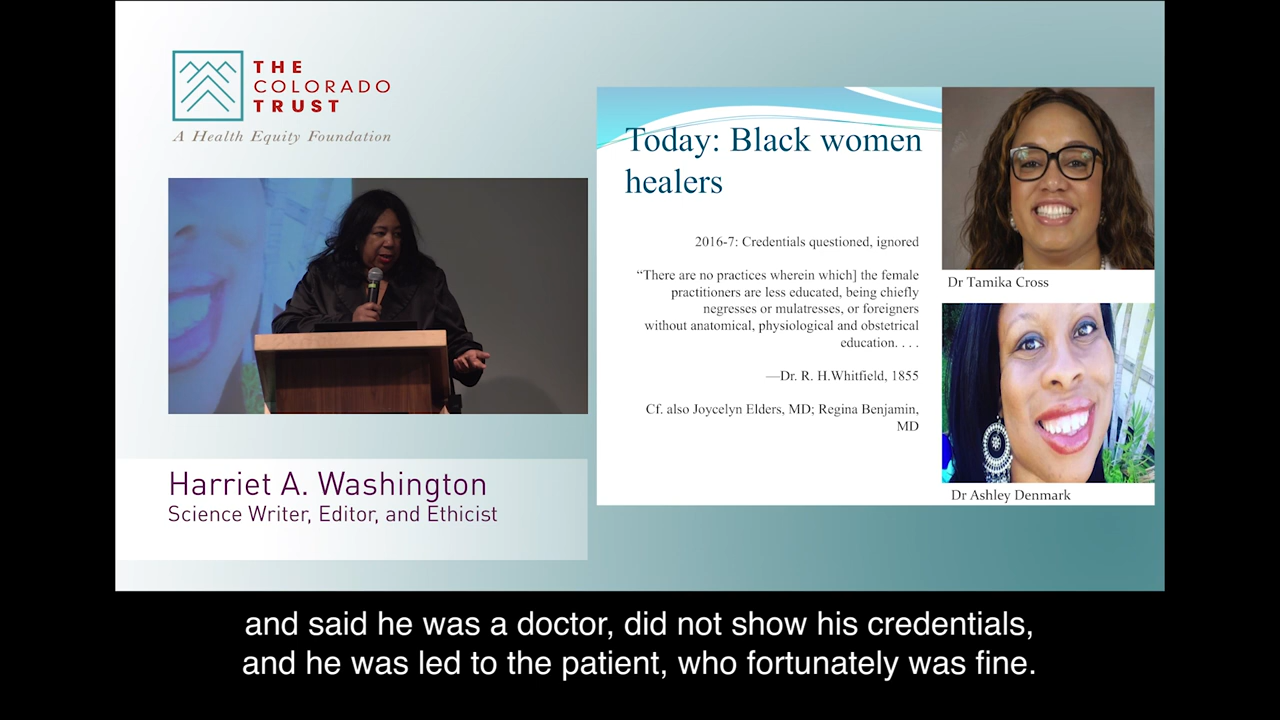 THE
COLORADO
TRUST
A Health Equity Foundation
Today: Black women
healers
2016-7: Credentials questioned, ignored
“There are no practices wherein which] the female
practitioners are less educated, being chiefly
negresses or mulatresses, or foreigners
without anatomical, physiological and obstetrical
education. . . .
—Dr. R. H.Whitfield, 1855
Cf. also Joycelyn Elders, MD; Regina Benjamin,
MD
Dr Tamika Cross
Dr Ashley Denmark
Harriet A. Washington
Science Writer, Editor, and Ethicist
and said he was a doctor, did not show his credentials,
and he was led to the patient, who fortunately was fine.